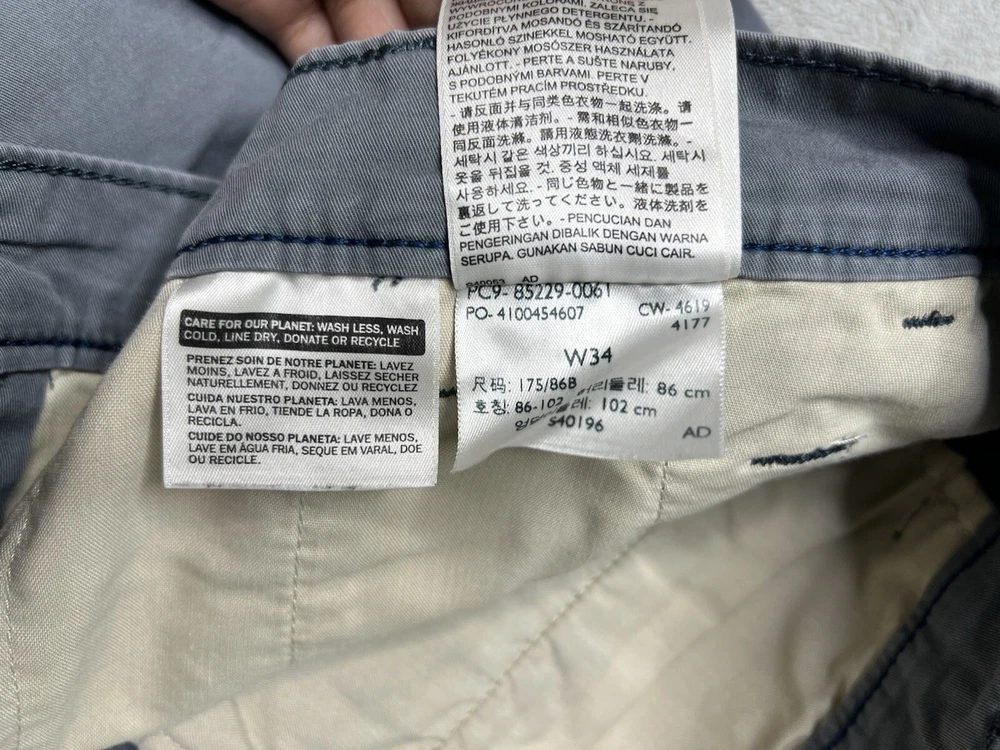 PODOBNYMI KOLORAMI. ZALECA SIĘ
UŻYCIE PŁYNNEGO DETERGENTU. -
KIFORDÍTVA MOSANDÓ ÉS SZÁRÍTANDÓ
HASONLÓ SZINEKKEL MOSHATÓ EGYÜTT.
FOLYÉKONY MOSÓSZER HASZNÁLATA
AJÁNLOTT. - PERTE A SUŠTE NARUBY,
S PODOBNÝMI BARVAMI. PERTE V
TEKUTÉM PRACÍM PROSTŘEDKU.
- 请反面并与同类色衣物一起洗涤。请
使用液体清洁剂。- 需和相似色衣物一
同反面洗滌。請用液態洗衣劑洗滌。-
세탁시 같은 색상끼리 하십시요. 세탁시
옷을 뒤집을 것. 중성 액체 세제를
사용하세요. - 同じ色物と一緒に製品を
裏返して洗ってください。液体洗剤を
ご使用下さい。- PENCUCIAN DAN
PENGERINGAN DIBALIK DENGAN WARNA
SERUPA. GUNAKAN SABUN CUCI CAIR.
AD
PC9- 85229-0061
PO- 4100454607 CW- 4619
4177
W34
尺码: 175/86B 허리둘레: 86 cm
호칭: 86-102 102 cm
S40196 AD
CARE FOR OUR PLANET: WASH LESS, WASH
COLD, LINE DRY, DONATE OR RECYCLE
PRENEZ SOIN DE NOTRE PLANETE: LAVEZ
MOINS, LAVEZ A FROID, LAISSEZ SECHER
NATURELLEMENT, DONNEZ OU RECYCLEZ
CUIDA NUESTRO PLANETA: LAVA MENOS,
LAVA EN FRIO, TIENDE LA ROPA, DONA O
RECICLA.
CUIDE DO NOSSO PLANETA: LAVE MENOS,
LAVE EM ÁGUA FRIA, SEQUE EM VARAL, DOE
OU RECICLE.